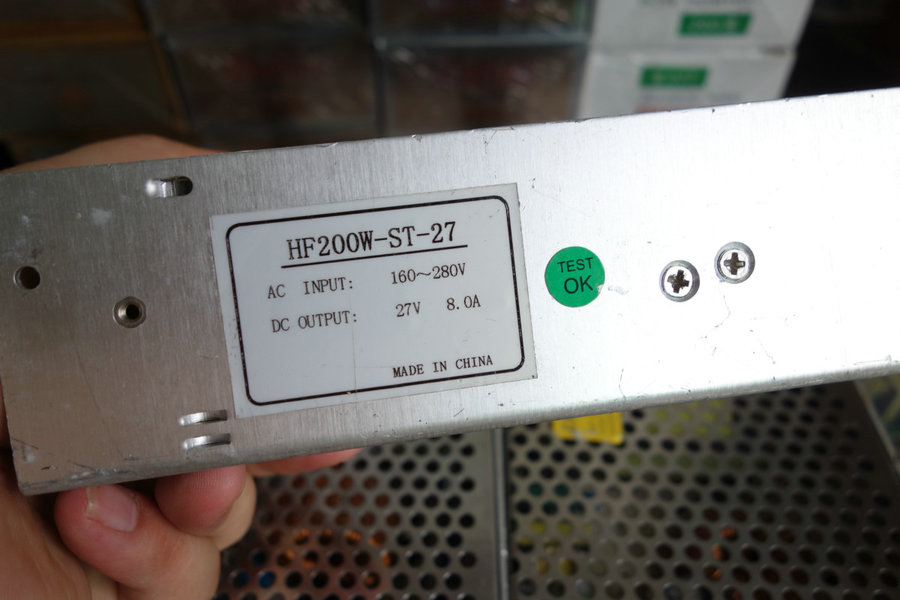 HF200W-ST-27
AC INPUT: 160~280V
DC OUTPUT: 27V 8.0A
MADE IN CHINA
TEST
OK